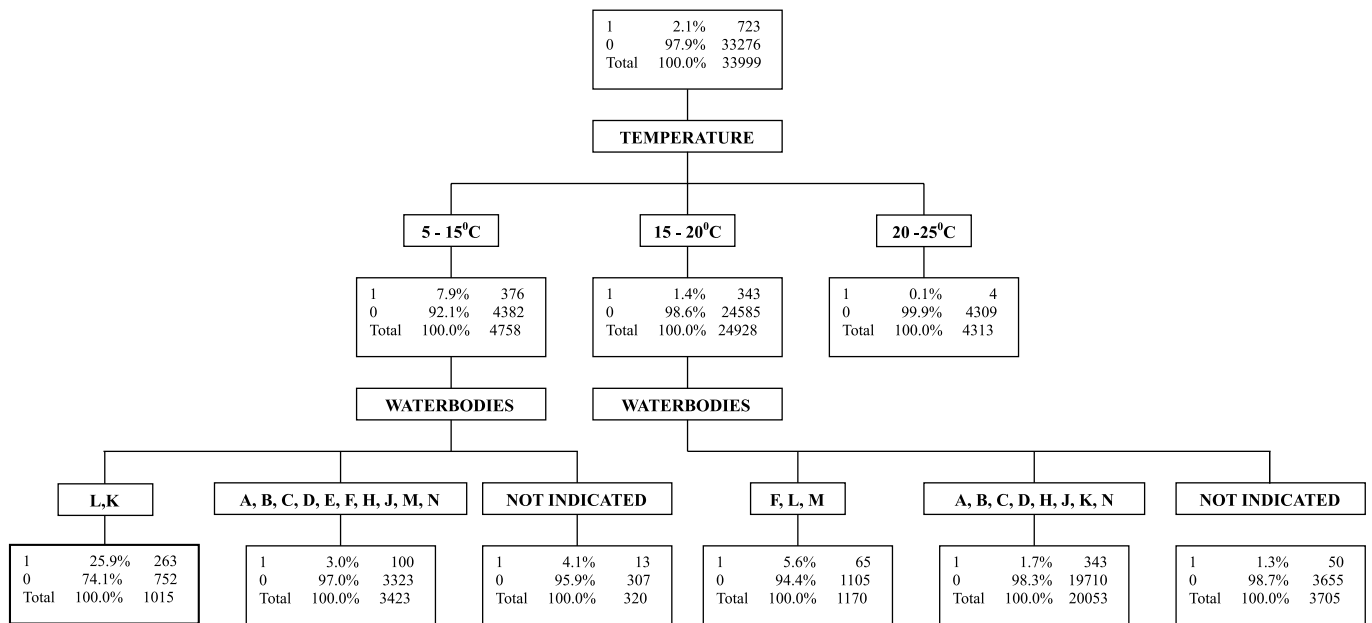 1 2.1% 723
0 97.9% 33276
Total 100.0% 33999
TEMPERATURE
5 - 15⁰C
15 - 20⁰C
20 -25⁰C
1 7.9% 376
0 92.1% 4382
Total 100.0% 4758
1 1.4% 343
0 98.6% 24585
Total 100.0% 24928
1 0.1% 4
0 99.9% 4309
Total 100.0% 4313
WATERBODIES
WATERBODIES
L,K
A, B, C, D, E, F, H, J, M, N
NOT INDICATED
F, L, M
A, B, C, D, H, J, K, N
NOT INDICATED
1 25.9% 263
0 74.1% 752
Total 100.0% 1015
1 3.0% 100
0 97.0% 3323
Total 100.0% 3423
1 4.1% 13
0 95.9% 307
Total 100.0% 320
1 5.6% 65
0 94.4% 1105
Total 100.0% 1170
1 1.7% 343
0 98.3% 19710
Total 100.0% 20053
1 1.3% 50
0 98.7% 3655
Total 100.0% 3705